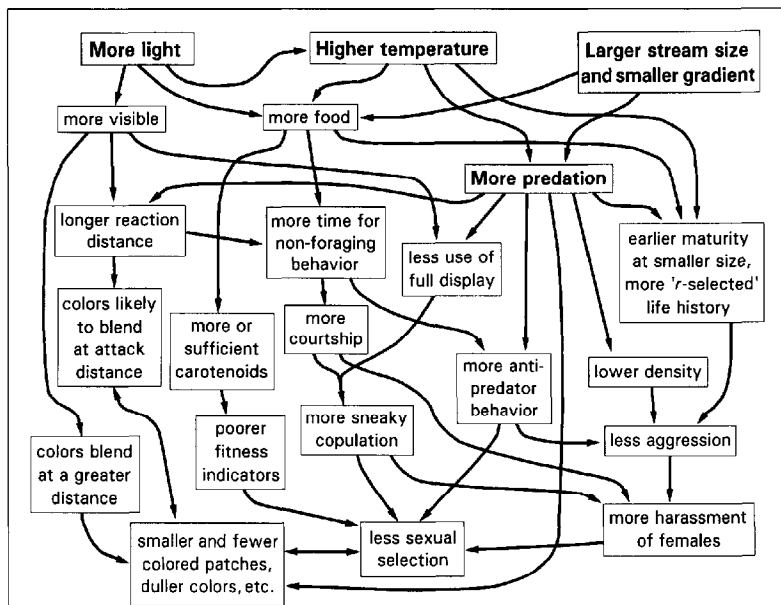 More light
Higher temperature
Larger stream size
and smaller gradient
more visible
more food
More predation
longer reaction
distance
more time for
non-foraging
behavior
less use of
full display
earlier maturity
at smaller size,
more 'r-selected'
life history
colors likely
to blend
at attack
distance
more or
sufficient
carotenoids
more
courtship
more anti-
predator
behavior
lower density
colors blend
at a greater
distance
poorer
fitness
indicators
more sneaky
copulation
less aggression
smaller and fewer
colored patches,
duller colors, etc.
less sexual
selection
more harassment
of females